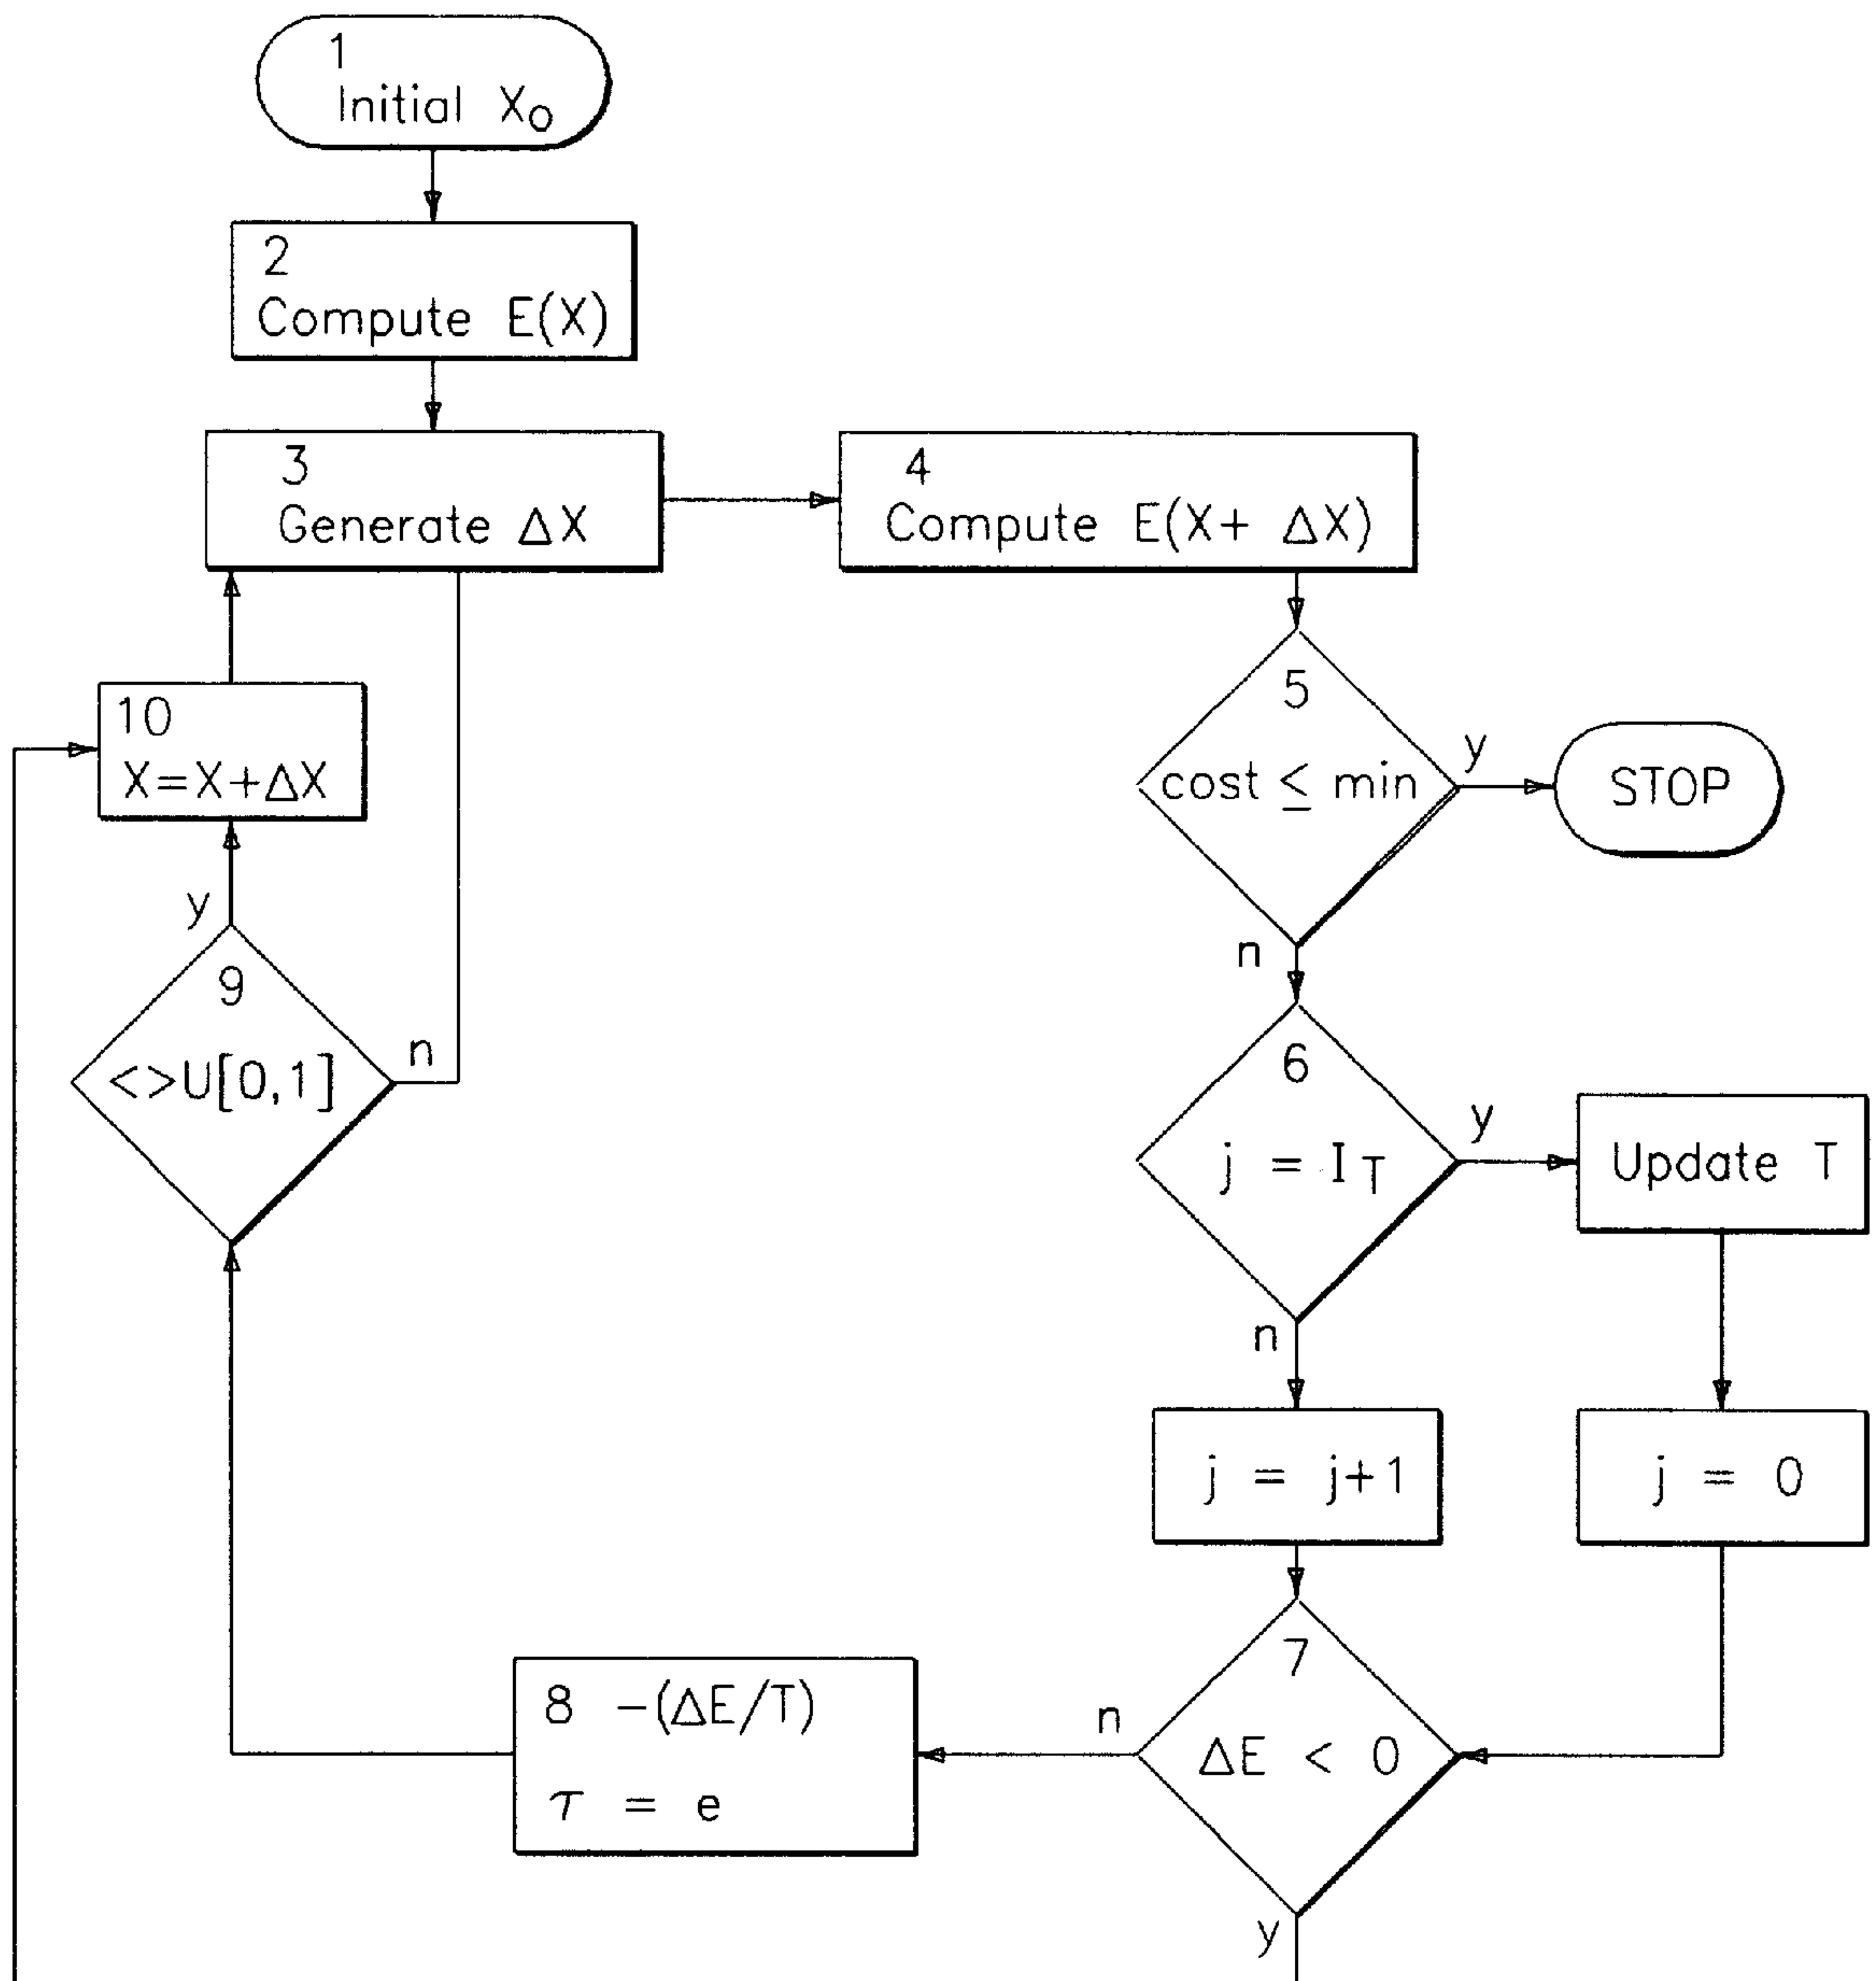 1
Initial X₀
2
Compute E(X)
3
Generate ΔX
4
Compute E(X+ ΔX)
5
cost ≤ min
y
STOP
n
6
j = I_T
y
Update T
n
j = j+1
j = 0
7
ΔE < 0
n
y
8 -(ΔE/T)
τ = e
9
<>U[0,1]
n
y
10
X=X+ΔX